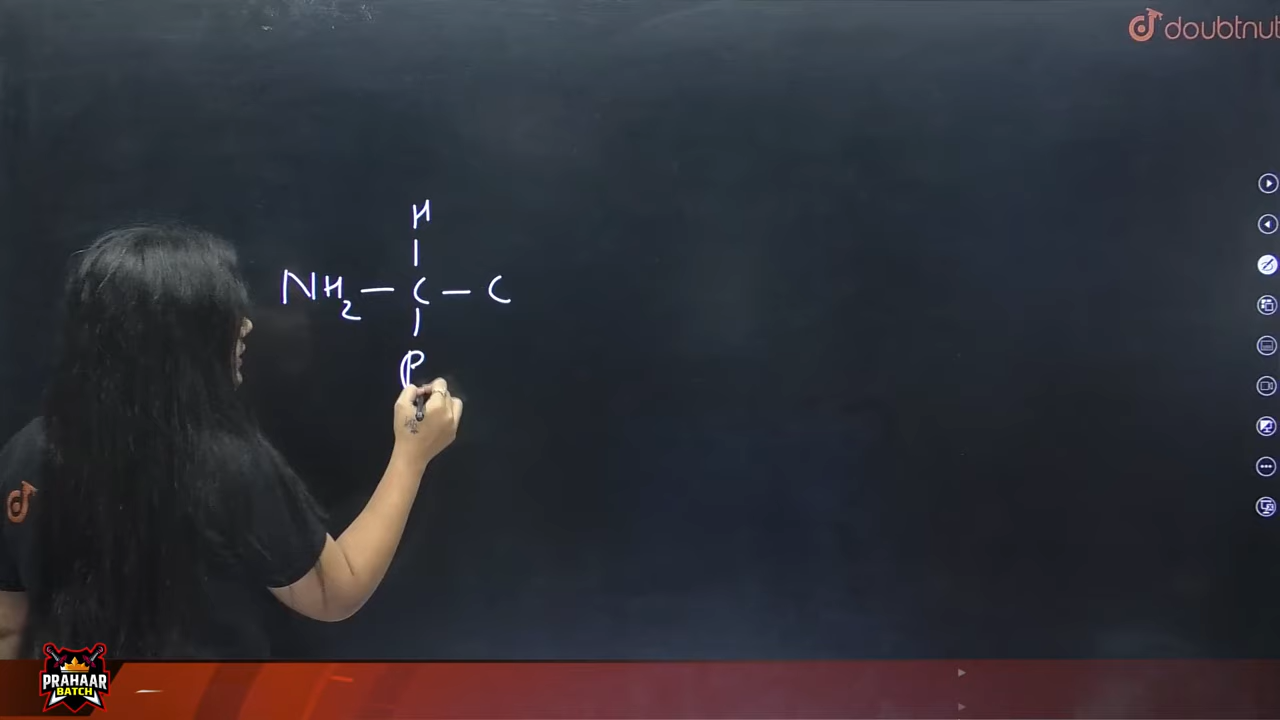 doubtnut
H
NH₂ — C — C
P
PRAHAAR
BATCH